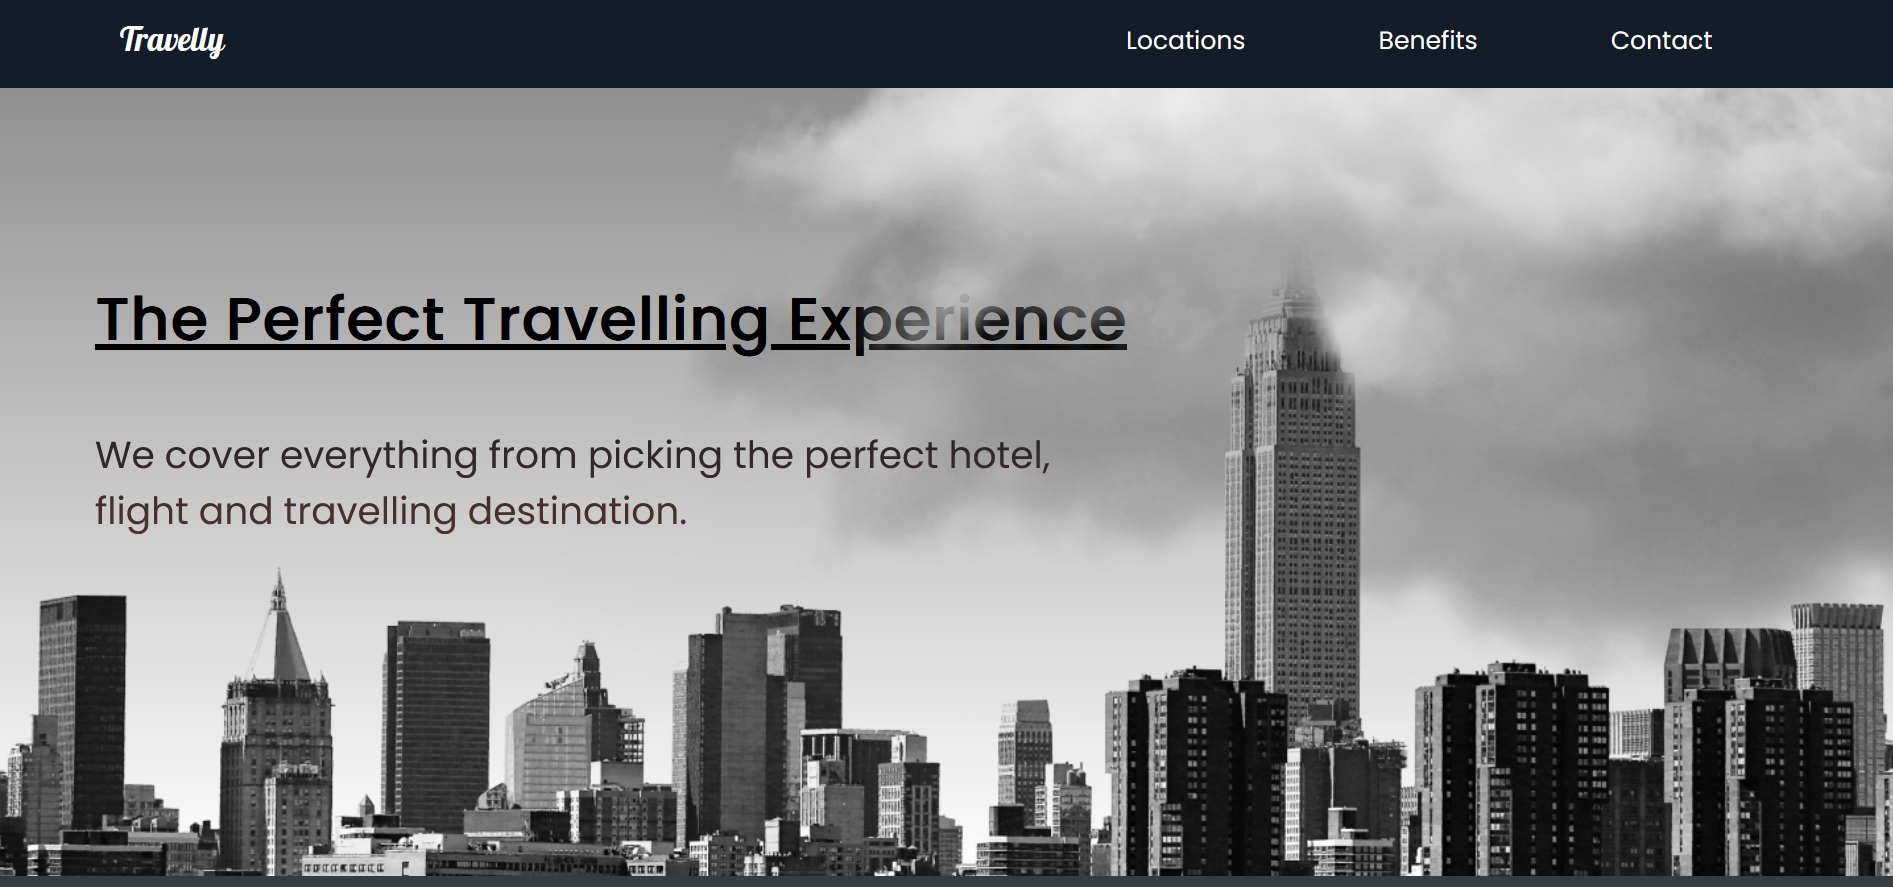 Travelly
Locations
Benefits
Contact
The Perfect Travelling Experience
We cover everything from picking the perfect hotel,
flight and travelling destination.